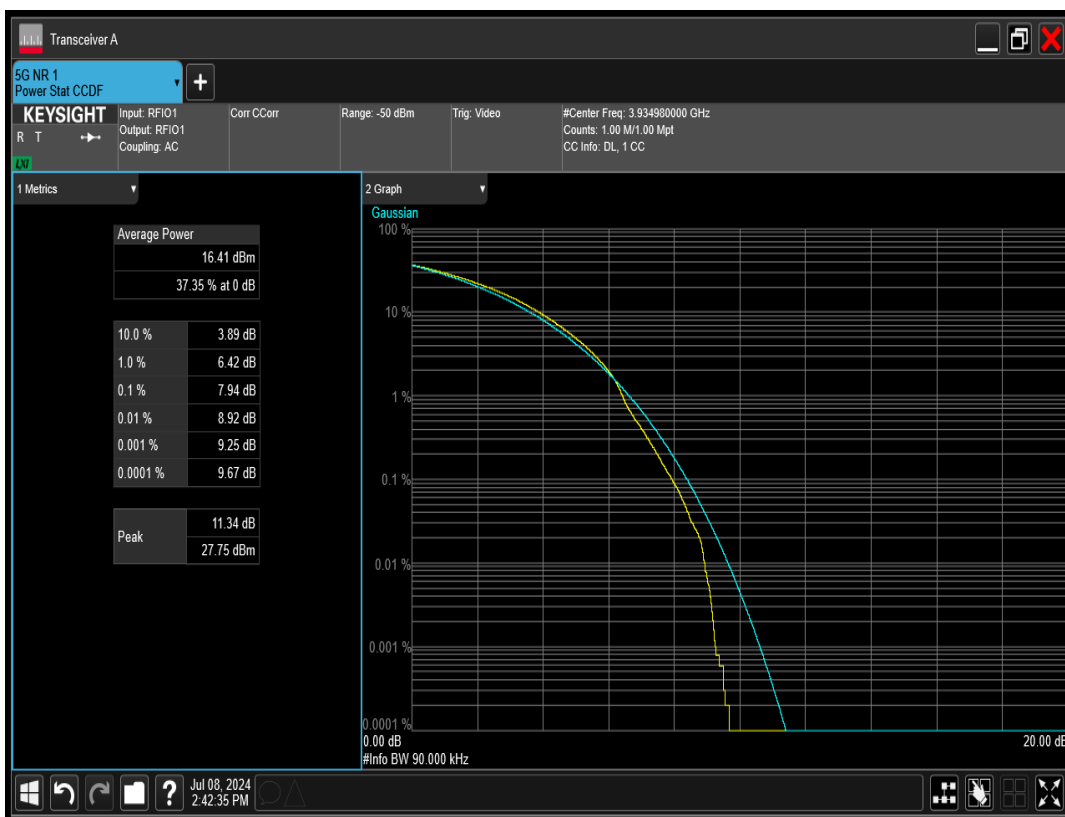 Transceiver A
5G NR 1
Power Stat CCDF
+
KEYSIGHT
R T
LXI
Input: RFIO1
Output: RFIO1
Coupling: AC
Corr CCorr
Range: -50 dBm
Trig: Video
#Center Freq: 3.934980000 GHz
Counts: 1.00 M/1.00 Mpt
CC Info: DL, 1 CC
1 Metrics
Average Power
16.41 dBm
37.35 % at 0 dB
10.0 % 3.89 dB
1.0 % 6.42 dB
0.1 % 7.94 dB
0.01 % 8.92 dB
0.001 % 9.25 dB
0.0001 % 9.67 dB
Peak
11.34 dB
27.75 dBm
2 Graph
Gaussian
100 %
10 %
1 %
0.1 %
0.01 %
0.001 %
0.0001 %
0.00 dB
20.00 dB
#Info BW 90.000 kHz
?
Jul 08, 2024
2:42:35 PM